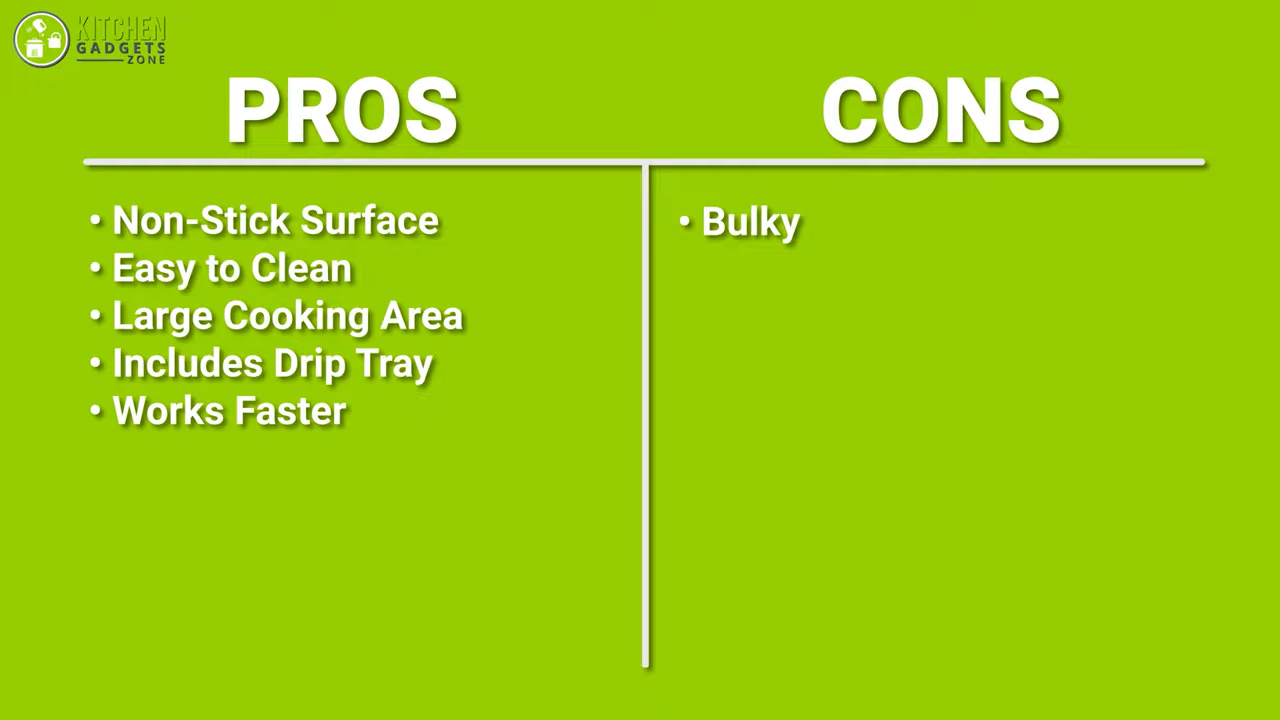 KITCHEN
GADGETS
ZONE
PROS
CONS
• Non-Stick Surface
• Easy to Clean
• Large Cooking Area
• Includes Drip Tray
• Works Faster
• Bulky